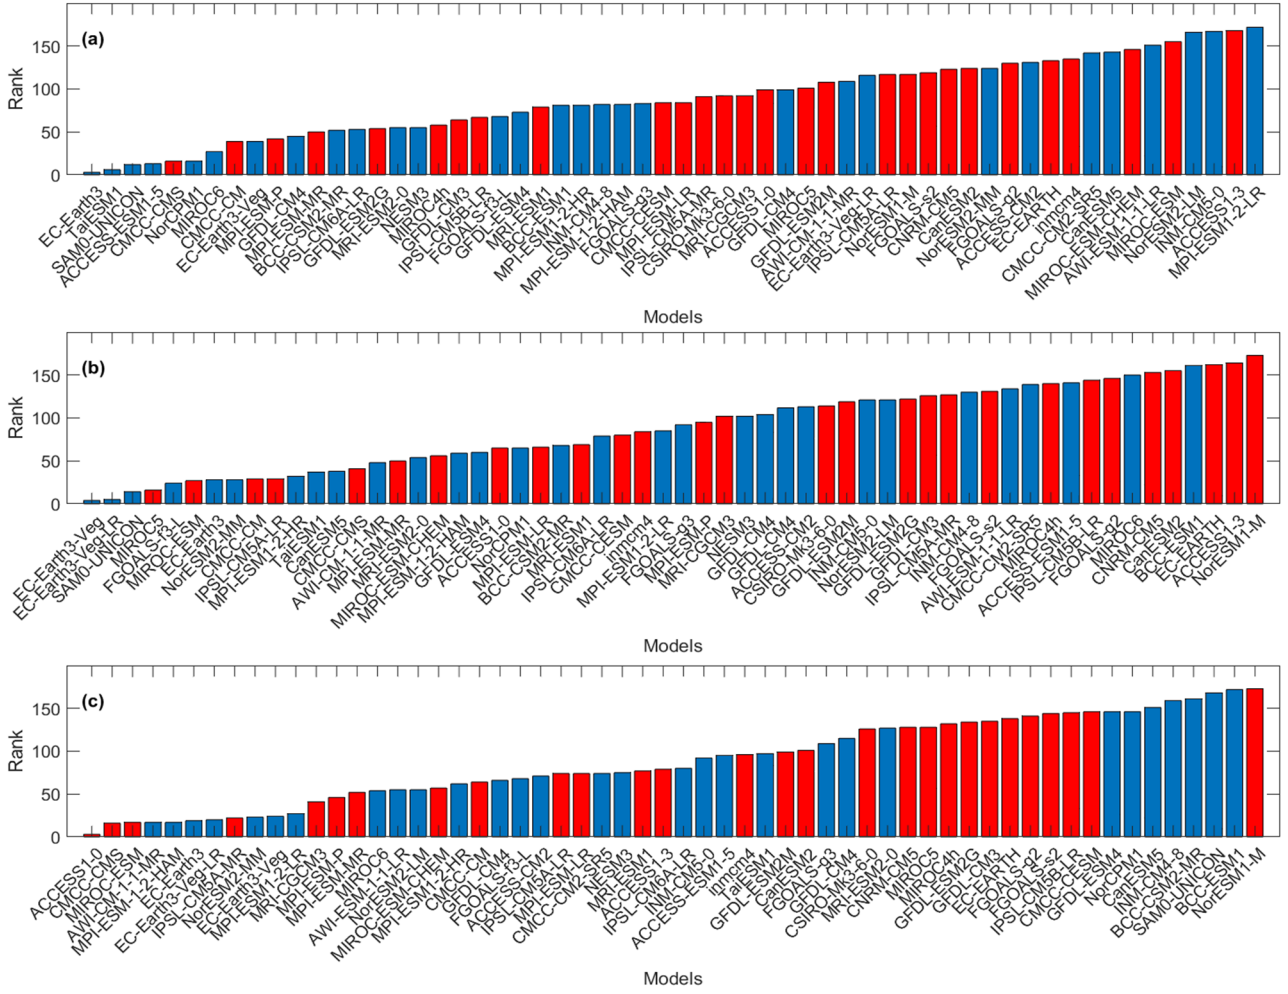 (a)
Rank
150
100
50
0
EC-Earth3
TaiESM1
SAM0-UNICON
ACCESS-ESM1-5
CMCC-CMS
NorCPM1
MIROC6
CMCC-CM
EC-Earth3-Veg
MPI-ESM-P
GFDL-CM4
MPI-ESM-MR
BCC-CSM2-MR
IPSL-CM6A-LR
GFDL-ESM2G
MRI-ESM2-0
NESM3
MIROC4h
GFDL-CM3
IPSL-CM5B-LR
FGOALS-f3-L
GFDL-ESM4
MRI-ESM1
BCC-ESM1
MPI-ESM1-2-HR
INM-CM4-8
MPI-ESM-1-2-HAM
FGOALS-g3
CMCC-CESM
MPI-ESM-LR
IPSL-CM5A-MR
CSIRO-Mk3-6-0
MRI-CGCM3
ACCESS1-0
GFDL-CM4
MIROC5
GFDL-ESM2M
AWI-CM-1-1-MR
EC-Earth3-Veg-LR
IPSL-CM5A-LR
NorESM1-M
FGOALS-s2
CNRM-CM5
CanESM2
NorESM2-MM
FGOALS-g2
ACCESS-CM2
EC-EARTH
inmcm4
CMCC-CM2-SR5
CanESM5
MIROC-ESM-CHEM
AWI-ESM-1-1-LR
MIROC-ESM
NorESM2-LM
INM-CM5-0
ACCESS1-3
MPI-ESM1-2-LR
Models
(b)
Rank
150
100
50
0
EC-Earth3-Veg
EC-Earth3-Veg-LR
SAM0-UNICON
MIROC5
FGOALS-f3-L
MIROC-ESM
EC-Earth3
NorESM2-MM
CMCC-CM
IPSL-CM5A-LR
MPI-ESM1-2-HR
TaiESM1
CanESM5
CMCC-CMS
AWI-CM-1-1-MR
MPI-ESM-MR
MRI-ESM2-0
MIROC-ESM-CHEM
MPI-ESM-1-2-HAM
GFDL-ESM4
ACCESS1-0
NorCPM1
MPI-ESM-LR
BCC-CSM2-MR
MRI-ESM1
IPSL-CM6A-LR
CMCC-CESM
inmcm4
MPI-ESM1-2-LR
FGOALS-g3
MPI-ESM-P
MRI-CGCM3
NESM3
GFDL-CM4
GFDL-CM4
ACCESS-CM2
CSIRO-Mk3-6-0
GFDL-ESM2M
INM-CM5-0
NorESM2-LM
GFDL-ESM2G
GFDL-CM3
IPSL-CM5A-MR
INM-CM4-8
FGOALS-s2
AWI-ESM-1-1-LR
CMCC-CM2-SR5
MIROC4h
ACCESS-ESM1-5
IPSL-CM5B-LR
FGOALS-g2
MIROC6
CNRM-CM5
CanESM2
BCC-ESM1
EC-EARTH
ACCESS1-3
NorESM1-M
Models
(c)
Rank
150
100
50
0
ACCESS1-0
CMCC-CMS
MIROC-ESM
AWI-CM-1-1-MR
MPI-ESM-1-2-HAM
EC-Earth3
EC-Earth3-Veg-LR
IPSL-CM5A-MR
NorESM2-MM
EC-Earth3-Veg
MPI-ESM1-2-LR
MRI-CGCM3
MPI-ESM-P
MPI-ESM-MR
MIROC6
AWI-ESM-1-1-LR
NorESM2-LM
MIROC-ESM-CHEM
MPI-ESM1-2-HR
CMCC-CM
GFDL-CM4
FGOALS-f3-L
ACCESS-CM2
IPSL-CM5A-LR
MPI-ESM-LR
CMCC-CM2-SR5
NESM3
MRI-ESM1
ACCESS1-3
IPSL-CM6A-LR
INM-CM5-0
ACCESS-ESM1-5
inmcm4
TaiESM1
GFDL-ESM2M
CanESM2
FGOALS-g3
GFDL-CM4
CSIRO-Mk3-6-0
MRI-ESM2-0
CNRM-CM5
MIROC5
MIROC4h
GFDL-ESM2G
GFDL-CM3
EC-EARTH
FGOALS-g2
FGOALS-s2
IPSL-CM5B-LR
CMCC-CESM
GFDL-ESM4
NorCPM1
CanESM5
INM-CM4-8
BCC-CSM2-MR
SAM0-UNICON
BCC-ESM1
NorESM1-M
Models